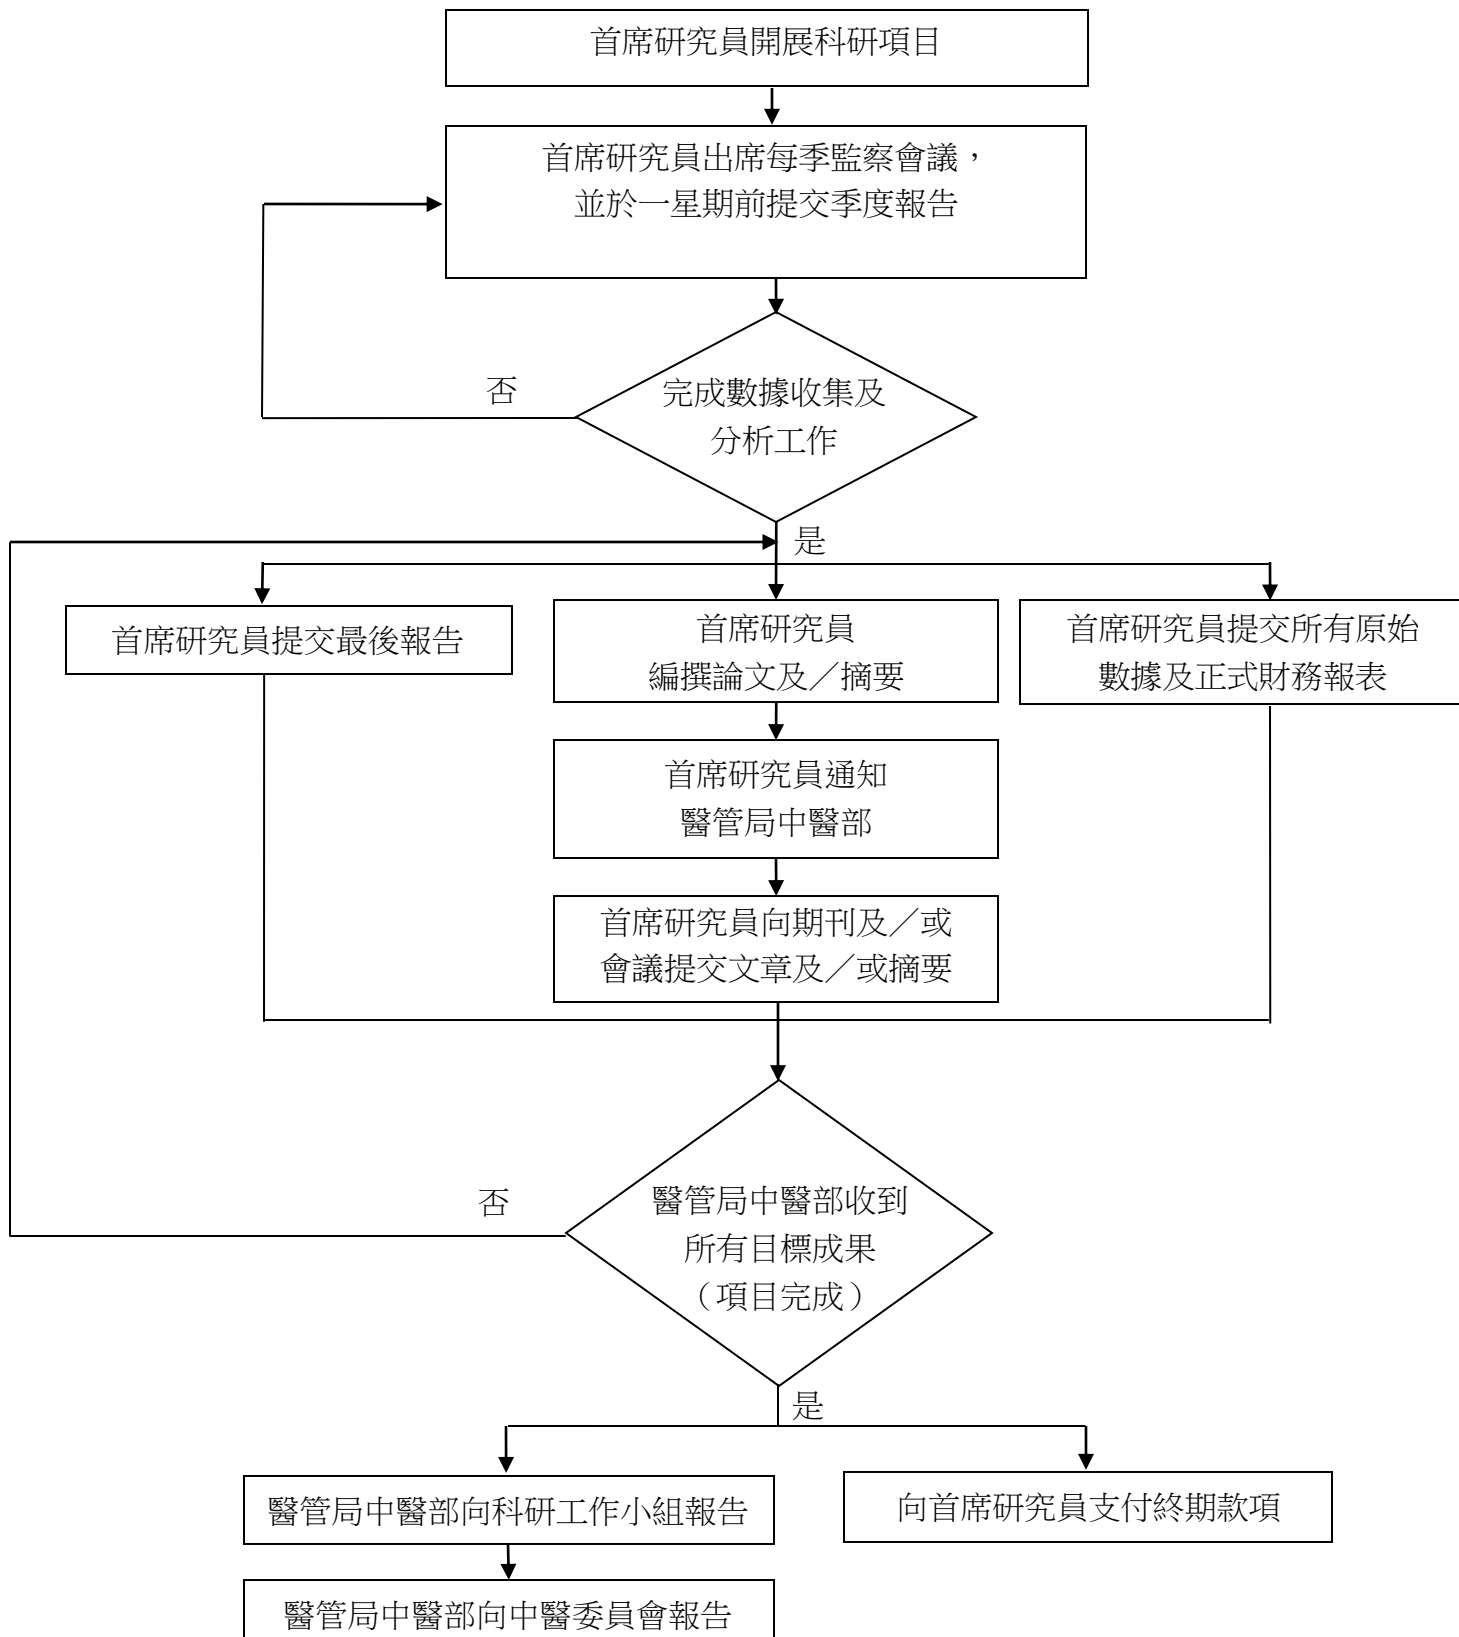 首席研究員開展科研項目
首席研究員出席每季監察會議，
並於一星期前提交季度報告
否
完成數據收集及
分析工作
是
首席研究員提交最後報告
首席研究員
編撰論文及／摘要
首席研究員提交所有原始
數據及正式財務報表
首席研究員通知
醫管局中醫部
首席研究員向期刊及／或
會議提交文章及／或摘要
否
醫管局中醫部收到
所有目標成果
（項目完成）
是
醫管局中醫部向科研工作小組報告
向首席研究員支付終期款項
醫管局中醫部向中醫委員會報告